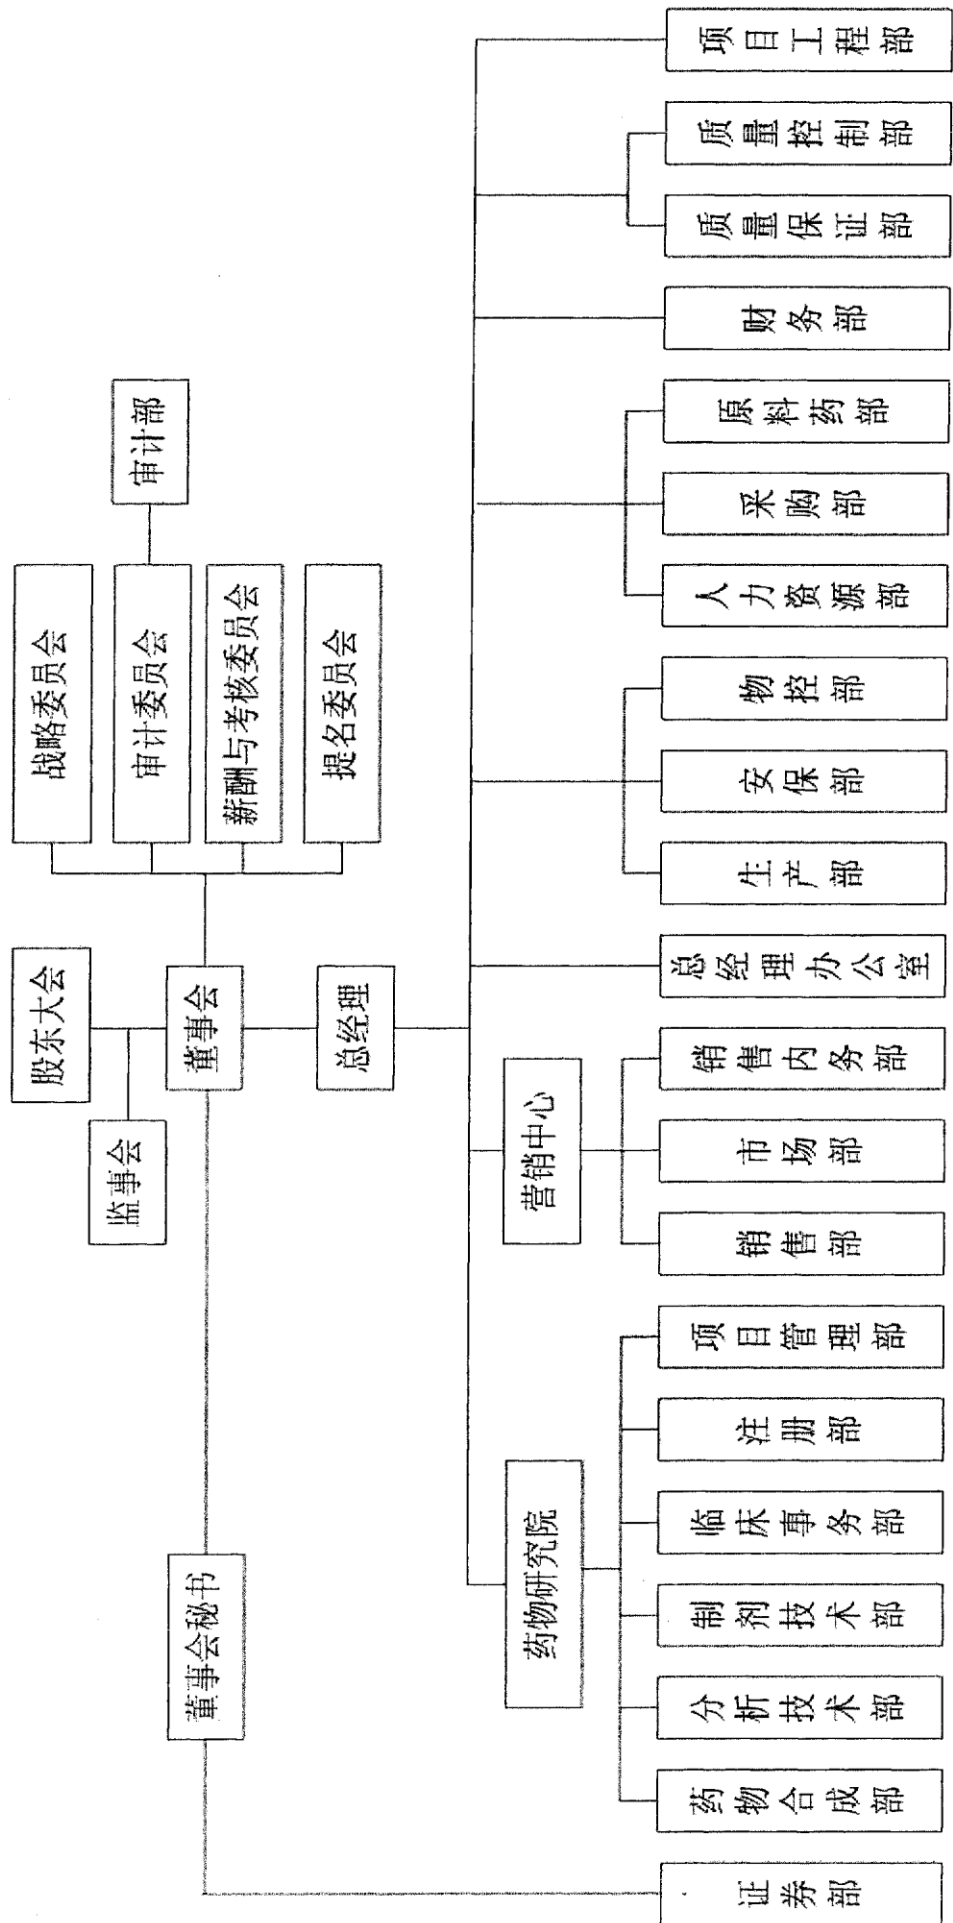 股东大会
监事会
董事会
董事会秘书
战略委员会
审计委员会
审计部
薪酬与考核委员会
提名委员会
总经理
药物研究院
营销中心
证券部
药物合成部
分析技术部
制剂技术部
临床事务部
注册部
项目管理部
销售部
市场部
销售内务部
总经理办公室
生产部
安保部
物控部
人力资源部
采购部
原料药部
财务部
质量保证部
质量控制部
项目工程部